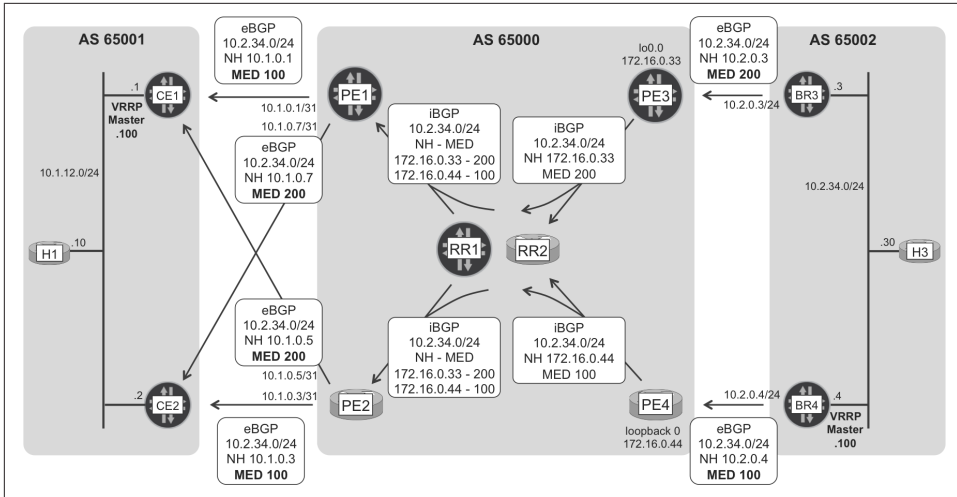 AS 65001
AS 65000
AS 65002
eBGP
10.2.34.0/24
NH 10.1.0.1
MED 100
eBGP
10.2.34.0/24
NH 10.2.0.3
MED 200
lo0.0
172.16.0.33
.1
CE1
VRRP
Master
.100
10.1.0.1/31
10.1.0.7/31
PE1
PE3
10.2.0.3/24
BR3
.3
iBGP
10.2.34.0/24
NH - MED
172.16.0.33 - 200
172.16.0.44 - 100
iBGP
10.2.34.0/24
NH 172.16.0.33
MED 200
eBGP
10.2.34.0/24
NH 10.1.0.7
MED 200
10.1.12.0/24
10.2.34.0/24
H1
.10
RR1
RR2
.30
H3
eBGP
10.2.34.0/24
NH 10.1.0.5
MED 200
iBGP
10.2.34.0/24
NH - MED
172.16.0.33 - 200
172.16.0.44 - 100
iBGP
10.2.34.0/24
NH 172.16.0.44
MED 100
10.1.0.5/31
10.1.0.3/31
.2
CE2
PE2
PE4
loopback 0
172.16.0.44
10.2.0.4/24
BR4
.4
VRRP
Master
.100
eBGP
10.2.34.0/24
NH 10.1.0.3
MED 100
eBGP
10.2.34.0/24
NH 10.2.0.4
MED 100